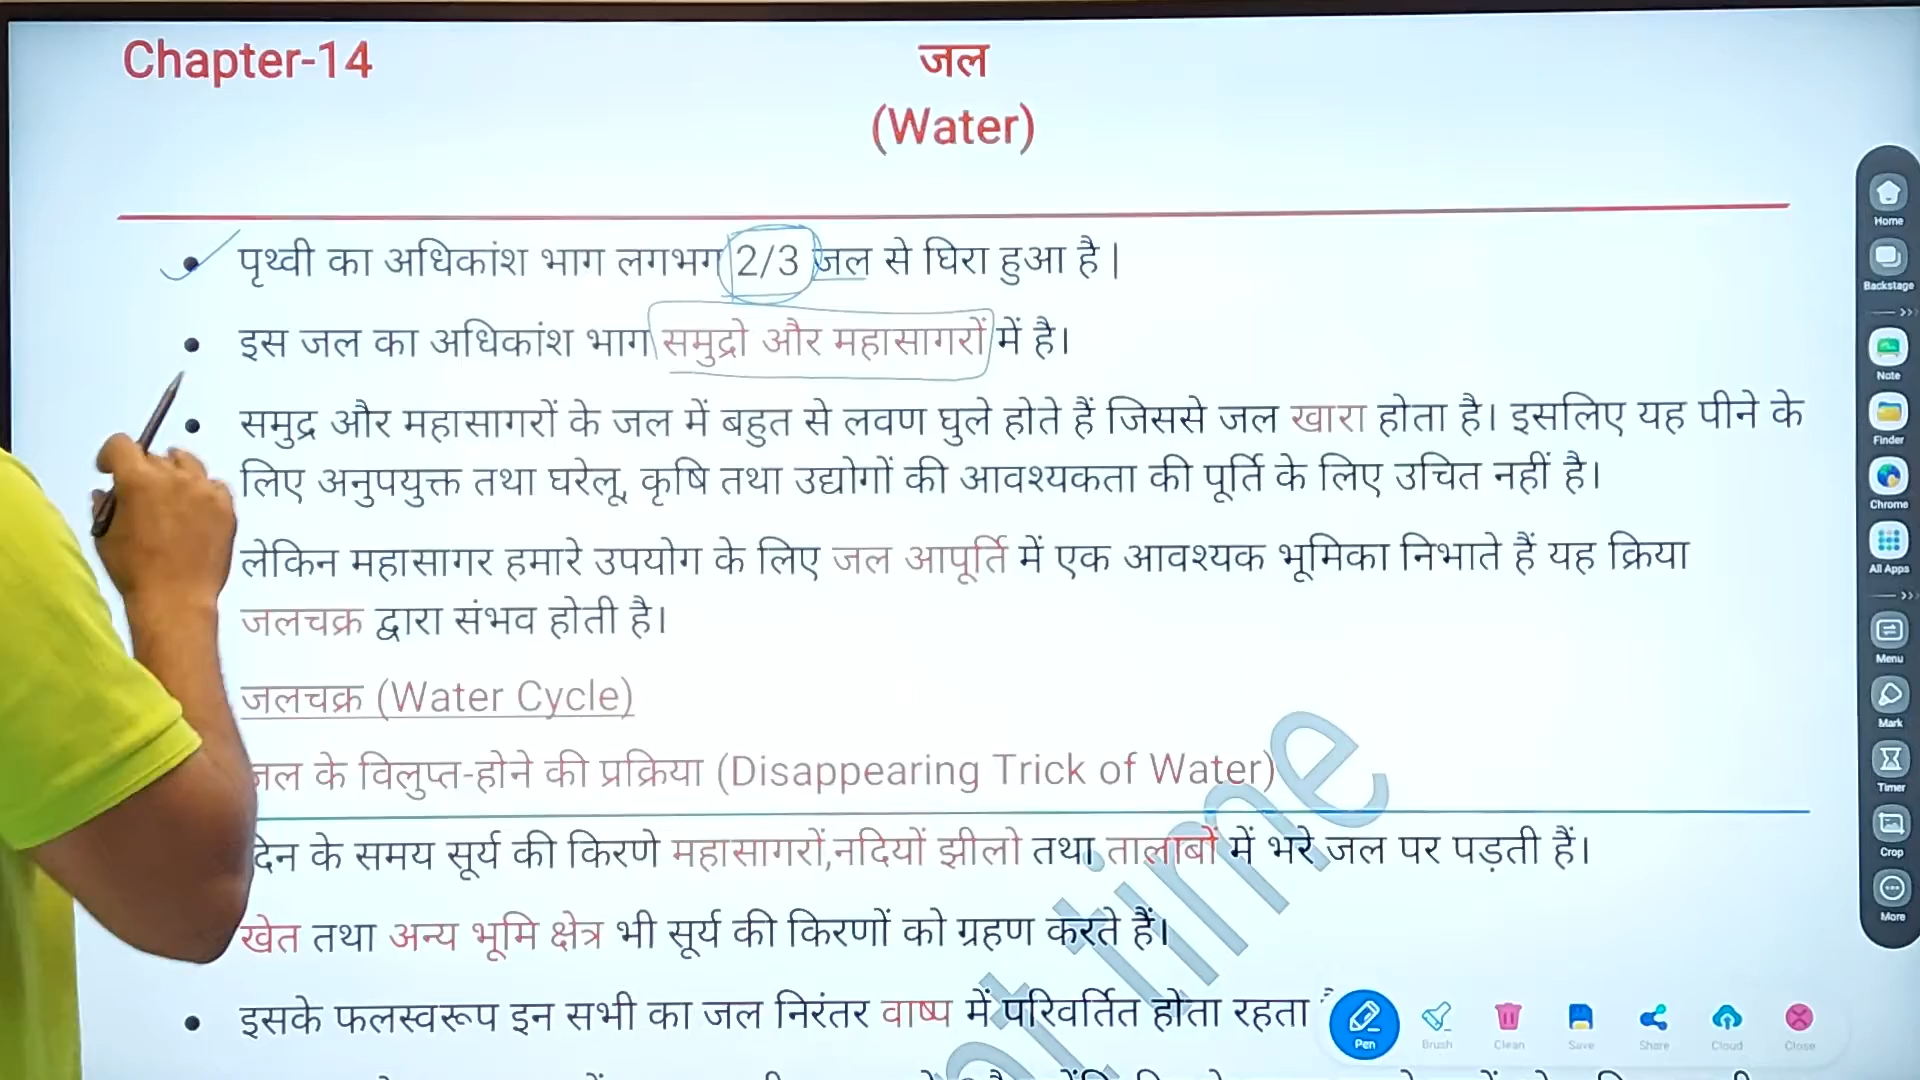 Chapter-14
जल
(Water)
पृथ्वी का अधिकांश भाग लगभग 2/3 जल से घिरा हुआ है |
इस जल का अधिकांश भाग समुद्रो और महासागरों में है।
समुद्र और महासागरों के जल में बहुत से लवण घुले होते हैं जिससे जल खारा होता है। इसलिए यह पीने के
लिए अनुपयुक्त तथा घरेलू, कृषि तथा उद्योगों की आवश्यकता की पूर्ति के लिए उचित नहीं है।
लेकिन महासागर हमारे उपयोग के लिए जल आपूर्ति में एक आवश्यक भूमिका निभाते हैं यह क्रिया
जलचक्र द्वारा संभव होती है।
जलचक्र (Water Cycle)
जल के विलुप्त-होने की प्रक्रिया (Disappearing Trick of Water)
दिन के समय सूर्य की किरणे महासागरों,नदियों झीलो तथा तालाबों में भरे जल पर पड़ती हैं।
खेत तथा अन्य भूमि क्षेत्र भी सूर्य की किरणों को ग्रहण करते हैं।
इसके फलस्वरूप इन सभी का जल निरंतर वाष्प में परिवर्तित होता रहता
time
Home
Backstage
Note
Finder
Chrome
All Apps
Menu
Mark
Timer
Crop
More
Pen
Brush
Clean
Save
Share
Cloud
Close